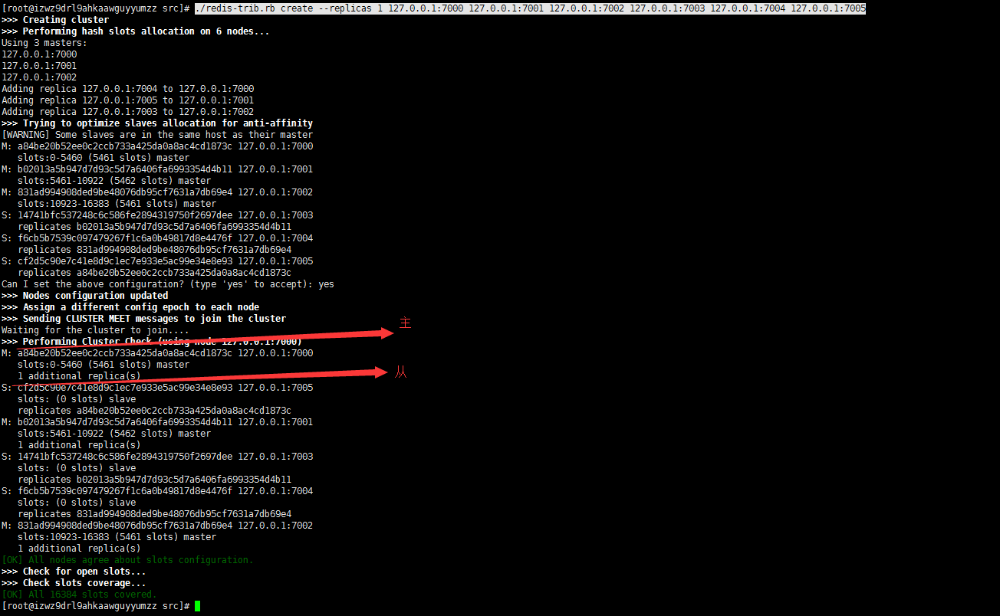 [root@izwz9drl9ahkaawguyyumzz src]# ./redis-trib.rb create --replicas 1 127.0.0.1:7000 127.0.0.1:7001 127.0.0.1:7002 127.0.0.1:7003 127.0.0.1:7004 127.0.0.1:7005
>>> Creating cluster
>>> Performing hash slots allocation on 6 nodes...
Using 3 masters:
127.0.0.1:7000
127.0.0.1:7001
127.0.0.1:7002
Adding replica 127.0.0.1:7004 to 127.0.0.1:7000
Adding replica 127.0.0.1:7005 to 127.0.0.1:7001
Adding replica 127.0.0.1:7003 to 127.0.0.1:7002
>>> Trying to optimize slaves allocation for anti-affinity
[WARNING] Some slaves are in the same host as their master
M: a84be20b52ee0c2ccb733a425da0a8ac4cd1873c 127.0.0.1:7000
   slots:0-5460 (5461 slots) master
M: b02013a5b947d7d93c5d7a6406fa6993354d4b11 127.0.0.1:7001
   slots:5461-10922 (5462 slots) master
M: 831ad994908ded9be48076db95cf7631a7db69e4 127.0.0.1:7002
   slots:10923-16383 (5461 slots) master
S: 14741bfc537248c6c586fe2894319750f2697dee 127.0.0.1:7003
   replicates b02013a5b947d7d93c5d7a6406fa6993354d4b11
S: f6cb5b7539c097479267f1c6a0b49817d8e4476f 127.0.0.1:7004
   replicates 831ad994908ded9be48076db95cf7631a7db69e4
S: cf2d5c90e7c41e8d9c1ec7e933e5ac99e34e8e93 127.0.0.1:7005
   replicates a84be20b52ee0c2ccb733a425da0a8ac4cd1873c
Can I set the above configuration? (type 'yes' to accept): yes
>>> Nodes configuration updated
>>> Assign a different config epoch to each node
>>> Sending CLUSTER MEET messages to join the cluster
主
Waiting for the cluster to join....
>>> Performing Cluster Check (using node 127.0.0.1:7000)
M: a84be20b52ee0c2ccb733a425da0a8ac4cd1873c 127.0.0.1:7000
   slots:0-5460 (5461 slots) master
   1 additional replica(s)
从
S: cf2d5c90e7c41e8d9c1ec7e933e5ac99e34e8e93 127.0.0.1:7005
   slots: (0 slots) slave
   replicates a84be20b52ee0c2ccb733a425da0a8ac4cd1873c
M: b02013a5b947d7d93c5d7a6406fa6993354d4b11 127.0.0.1:7001
   slots:5461-10922 (5462 slots) master
   1 additional replica(s)
S: 14741bfc537248c6c586fe2894319750f2697dee 127.0.0.1:7003
   slots: (0 slots) slave
   replicates b02013a5b947d7d93c5d7a6406fa6993354d4b11
S: f6cb5b7539c097479267f1c6a0b49817d8e4476f 127.0.0.1:7004
   slots: (0 slots) slave
   replicates 831ad994908ded9be48076db95cf7631a7db69e4
M: 831ad994908ded9be48076db95cf7631a7db69e4 127.0.0.1:7002
   slots:10923-16383 (5461 slots) master
   1 additional replica(s)
[OK] All nodes agree about slots configuration.
>>> Check for open slots...
>>> Check slots coverage...
[OK] All 16384 slots covered.
[root@izwz9drl9ahkaawguyyumzz src]#